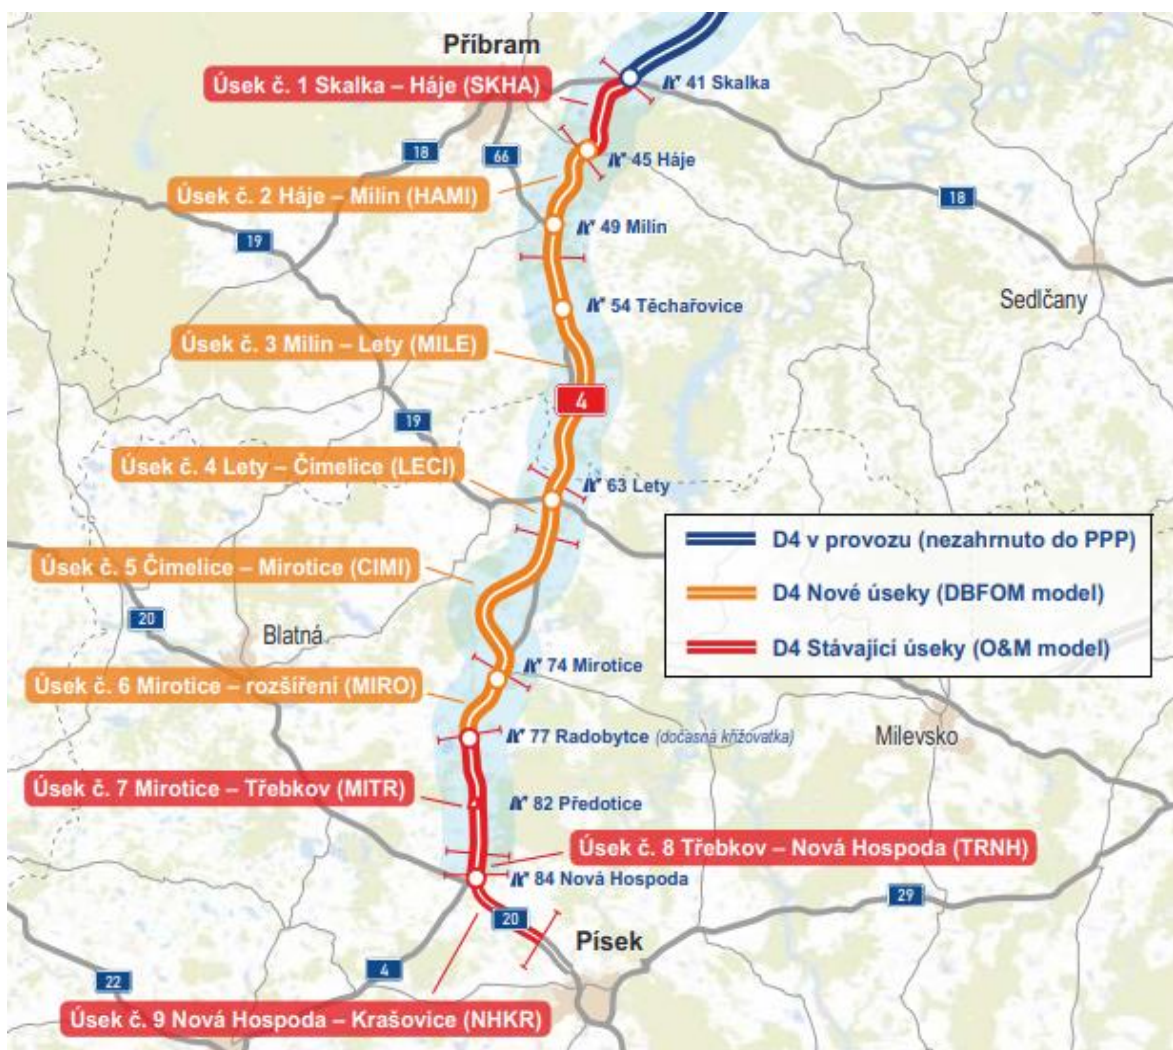 Příbram
Úsek č. 1 Skalka – Háje (SKHA)
41 Skalka
18
66
45 Háje
Úsek č. 2 Háje – Milín (HAMI)
18
49 Milín
19
54 Těchařovice
Sedlčany
Úsek č. 3 Milín – Lety (MILE)
4
19
Úsek č. 4 Lety – Čimelice (LECI)
63 Lety
D4 v provozu (nezahrnuto do PPP)
Úsek č. 5 Čimelice – Mirotice (CIMI)
D4 Nové úseky (DBFOM model)
20
Blatná
D4 Stávající úseky (O&M model)
74 Mirotice
Úsek č. 6 Mirotice – rozšíření (MIRO)
77 Radobytce (dočasná křižovatka)
Milevsko
Úsek č. 7 Mirotice – Třebkov (MITR)
82 Předotice
Úsek č. 8 Třebkov – Nová Hospoda (TRNH)
84 Nová Hospoda
29
20
Písek
4
22
Úsek č. 9 Nová Hospoda – Krašovice (NHKR)